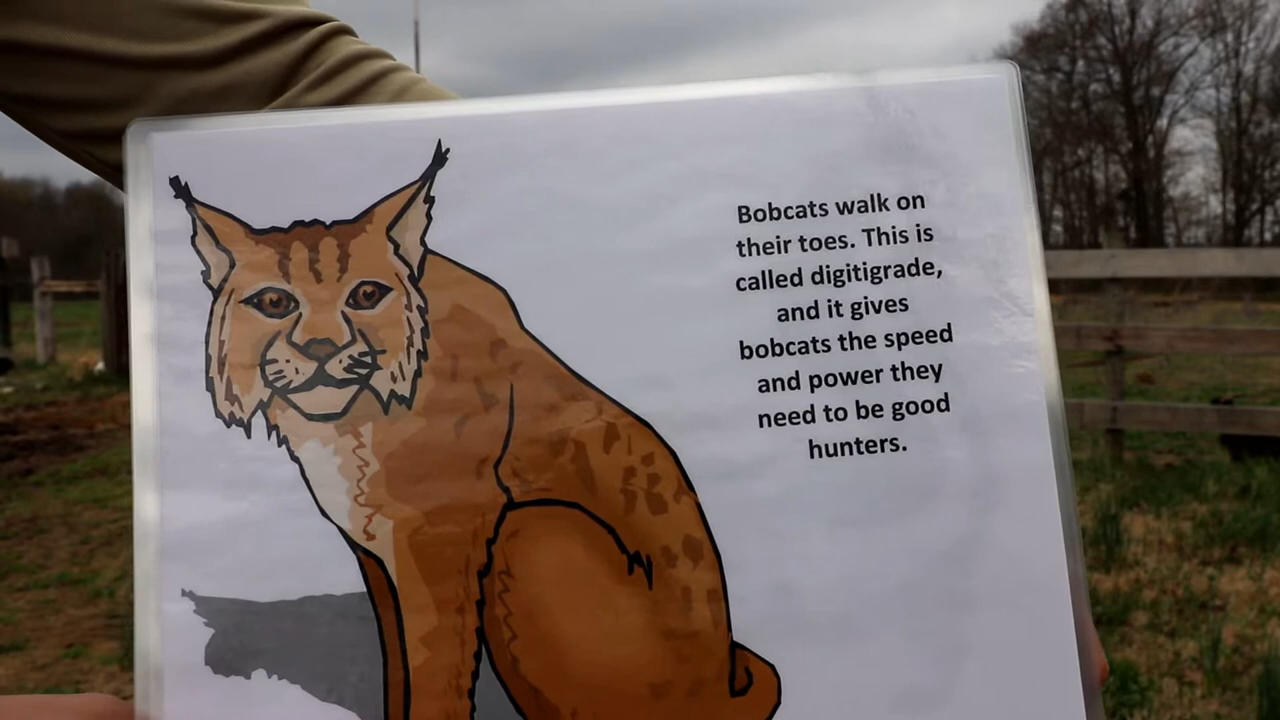 Bobcats walk on
their toes. This is
called digitigrade,
and it gives
bobcats the speed
and power they
need to be good
hunters.